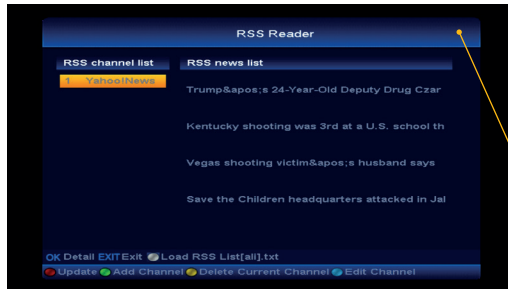 RSS Reader
RSS channel list RSS news list
1 Yahoo!News
Trump&apos;s 24-Year-Old Deputy Drug Czar
Kentucky shooting was 3rd at a U.S. school th
Vegas shooting victim&apos;s husband says
Save the Children headquarters attacked in Jal
OK Detail EXIT Exit Load RSS List[ali].txt
Update Add Channel Delete Current Channel Edit Channel